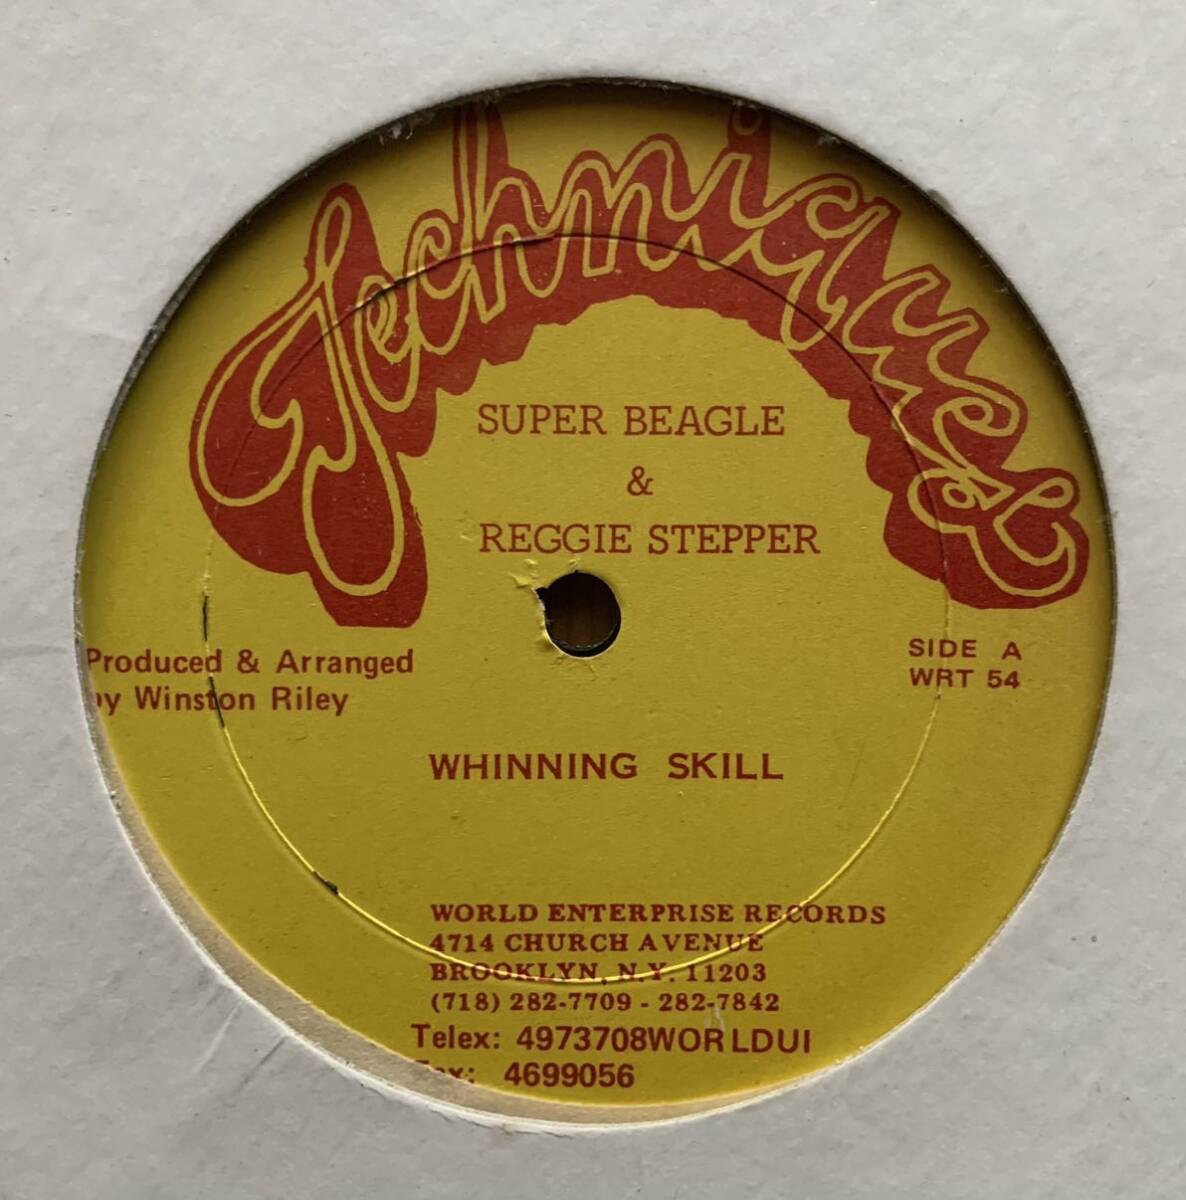 Techniques
SUPER BEAGLE
&
REGGIE STEPPER
Produced & Arranged
by Winston Riley
SIDE A
WRT 54
WHINNING SKILL
WORLD ENTERPRISE RECORDS
4714 CHURCH AVENUE
BROOKLYN, N.Y. 11203
(718) 282-7709 - 282-7842
Telex: 4973708WORLDUI
Fax: 4699056